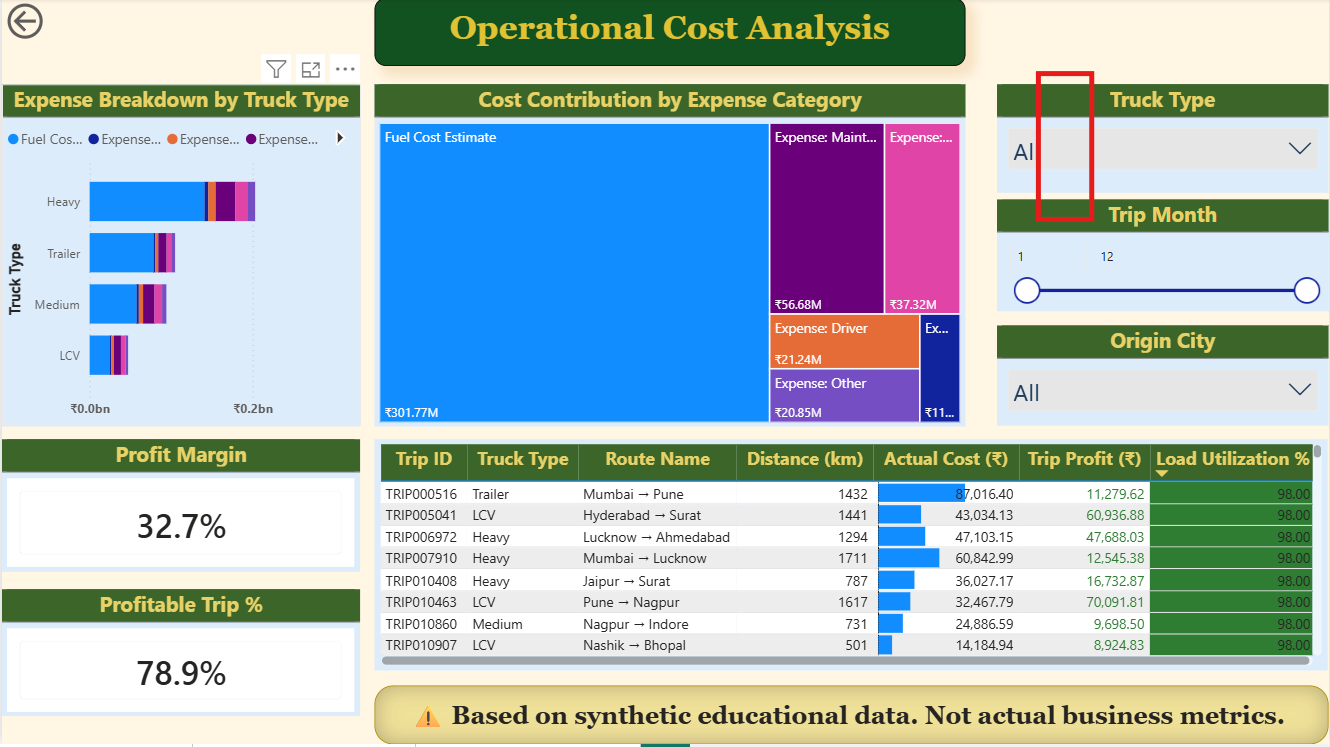 Operational Cost Analysis
Expense Breakdown by Truck Type
Fuel Cos... Expense... Expense... Expense...
Truck Type
Heavy
Trailer
Medium
LCV
₹0.0bn ₹0.2bn
Cost Contribution by Expense Category
Fuel Cost Estimate
₹301.77M
Expense: Maint...
₹56.68M
Expense:...
₹37.32M
Expense: Driver
₹21.24M
Expense: Other
₹20.85M
Ex...
₹11...
Truck Type
All
Trip Month
1 12
Origin City
All
Profit Margin
32.7%
Profitable Trip %
78.9%
Trip ID Truck Type Route Name Distance (km) Actual Cost (₹) Trip Profit (₹) Load Utilization %
TRIP000516 Trailer Mumbai → Pune 1432 87,016.40 11,279.62 98.00
TRIP005041 LCV Hyderabad → Surat 1441 43,034.13 60,936.88 98.00
TRIP006972 Heavy Lucknow → Ahmedabad 1294 47,103.15 47,688.03 98.00
TRIP007910 Heavy Mumbai → Lucknow 1711 60,842.99 12,545.38 98.00
TRIP010408 Heavy Jaipur → Surat 787 36,027.17 16,732.87 98.00
TRIP010463 LCV Pune → Nagpur 1617 32,467.79 70,091.81 98.00
TRIP010860 Medium Nagpur → Indore 731 24,886.59 9,698.50 98.00
TRIP010907 LCV Nashik → Bhopal 501 14,184.94 8,924.83 98.00
⚠️ Based on synthetic educational data. Not actual business metrics.